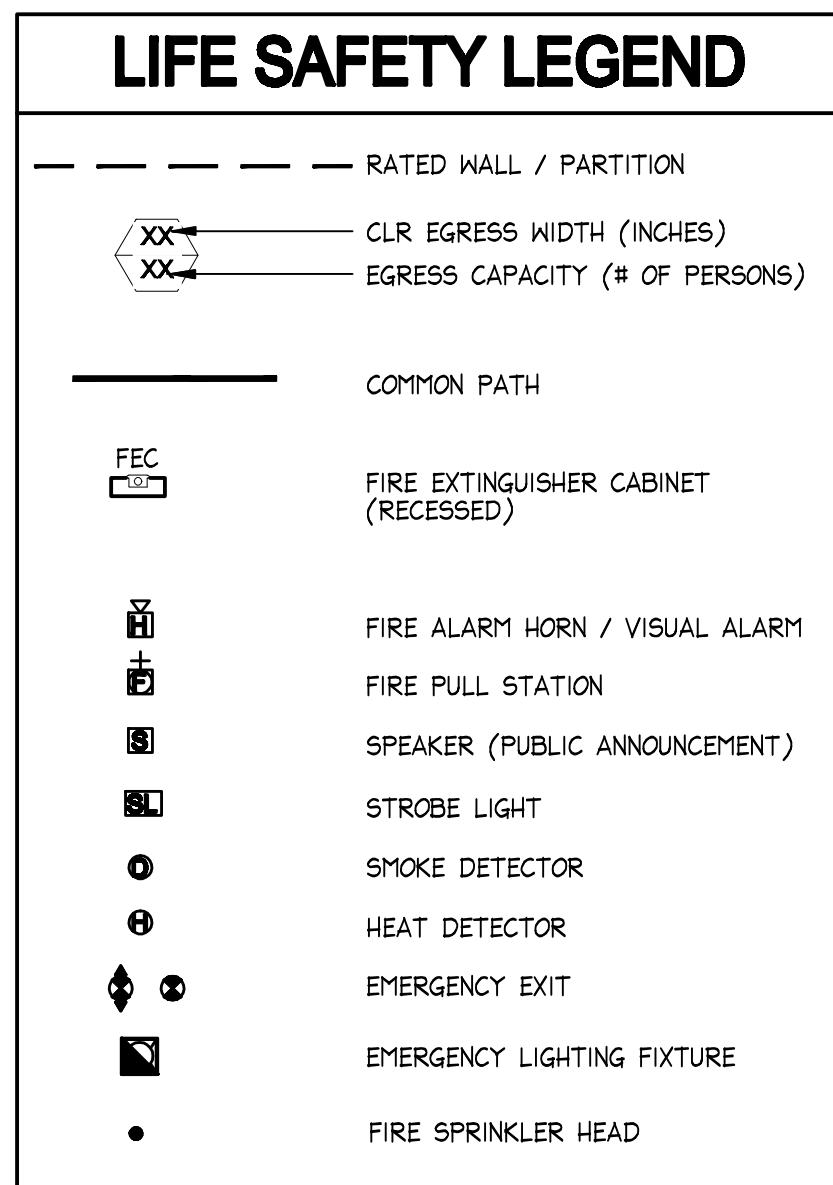 LIFE SAFETY LEGEND
RATED WALL / PARTITION
XX CLR EGRESS WIDTH (INCHES)
XX EGRESS CAPACITY (# OF PERSONS)
COMMON PATH
FEC
FIRE EXTINGUISHER CABINET
(RECESSED)
H FIRE ALARM HORN / VISUAL ALARM
F FIRE PULL STATION
S SPEAKER (PUBLIC ANNOUNCEMENT)
SL STROBE LIGHT
D SMOKE DETECTOR
H HEAT DETECTOR
EMERGENCY EXIT
EMERGENCY LIGHTING FIXTURE
FIRE SPRINKLER HEAD